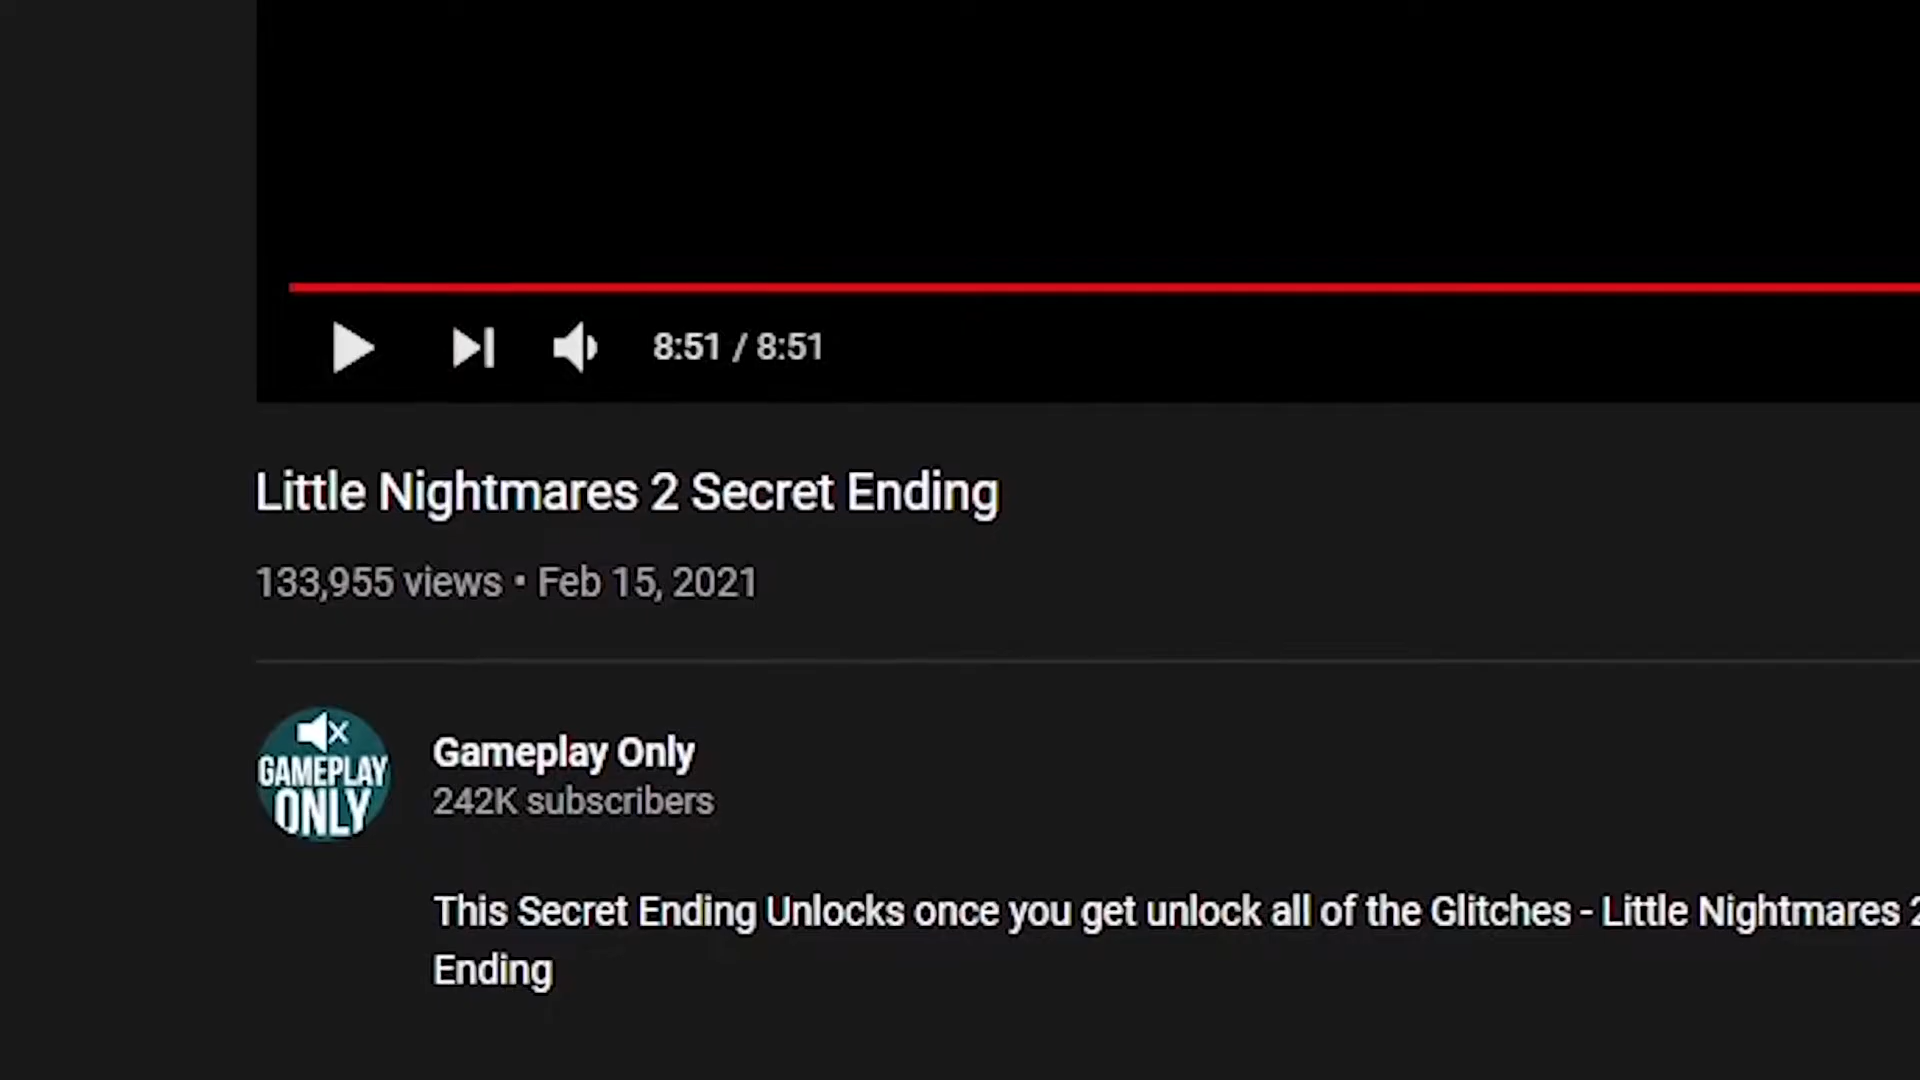 8:51 / 8:51
Little Nightmares 2 Secret Ending
133,955 views • Feb 15, 2021
GAMEPLAY
ONLY
Gameplay Only
242K subscribers
This Secret Ending Unlocks once you get unlock all of the Glitches - Little Nightmares 2
Ending